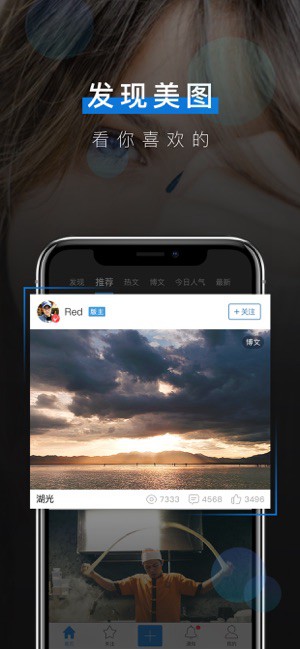 发现美图
看你喜欢的
发现 推荐 热文 博文 今日人气 最新
Red 版主 + 关注
博文
湖光 7333 4568 3496